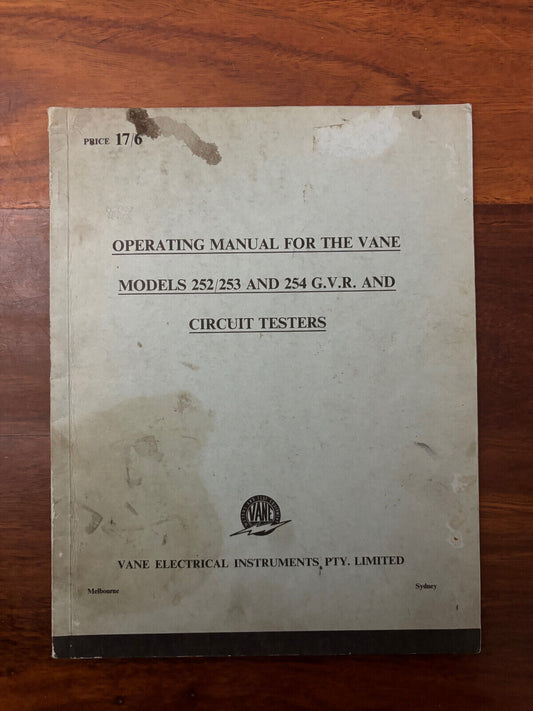 PRICE 17/6
OPERATING MANUAL FOR THE VANE
MODELS 252/253 AND 254 G.V.R. AND
CIRCUIT TESTERS
VANE
VANE ELECTRICAL INSTRUMENTS PTY. LIMITED
Melbourne
Sydney